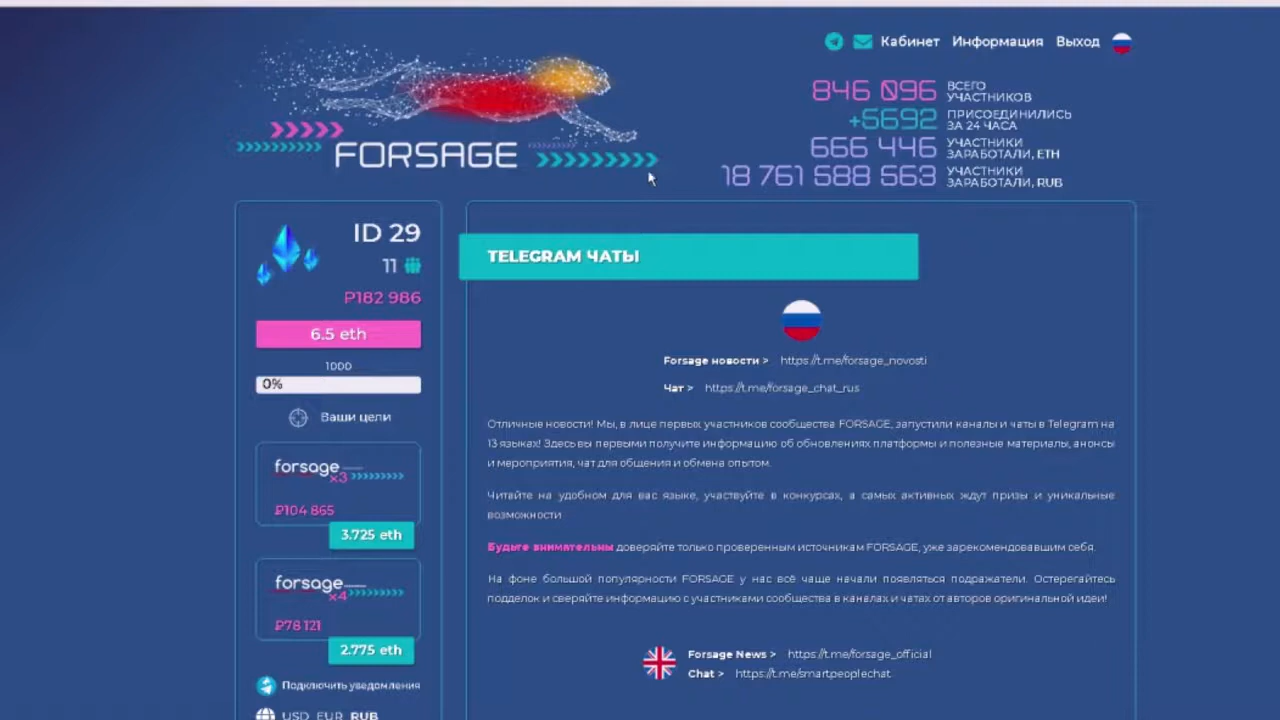 Кабинет Информация Выход
FORSAGE
846 096 ВСЕГО УЧАСТНИКОВ
+5692 ПРИСОЕДИНИЛИСЬ ЗА 24 ЧАСА
666 446 УЧАСТНИКИ ЗАРАБОТАЛИ, ETH
18 761 588 563 УЧАСТНИКИ ЗАРАБОТАЛИ, RUB
ID 29
11
₽182 986
6.5 eth
1000
0%
Ваши цели
forsage x3
₽104 865
3.725 eth
forsage x4
₽78 121
2.775 eth
Подключить уведомления
USD EUR RUB
TELEGRAM ЧАТЫ
Forsage новости > https://t.me/forsage_novosti
Чат > https://t.me/forsage_chat_rus
Отличные новости! Мы, в лице первых участников сообщества FORSAGE, запустили каналы и чаты в Telegram на
13 языках! Здесь вы первыми получите информацию об обновлениях платформы и полезные материалы, анонсы
и мероприятия, чат для общения и обмена опытом.
Читайте на удобном для вас языке, участвуйте в конкурсах, а самых активных ждут призы и уникальные
возможности
Будьте внимательны доверяйте только проверенным источникам FORSAGE, уже зарекомендовавшим себя.
На фоне большой популярности FORSAGE у нас всё чаще начали появляться подражатели. Остерегайтесь
подделок и сверяйте информацию с участниками сообщества в каналах и чатах от авторов оригинальной идеи!
Forsage News > https://t.me/forsage_official
Chat > https://t.me/smartpeoplechat